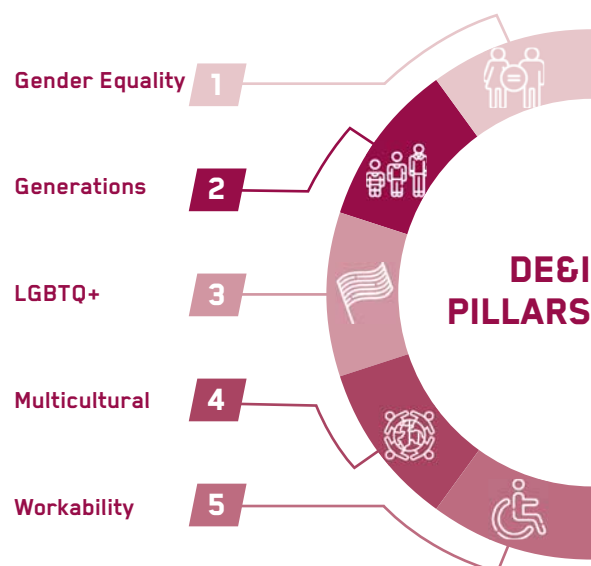 Gender Equality 1
Generations 2
LGBTQ+ 3
DE&I
PILLARS
Multicultural 4
Workability 5